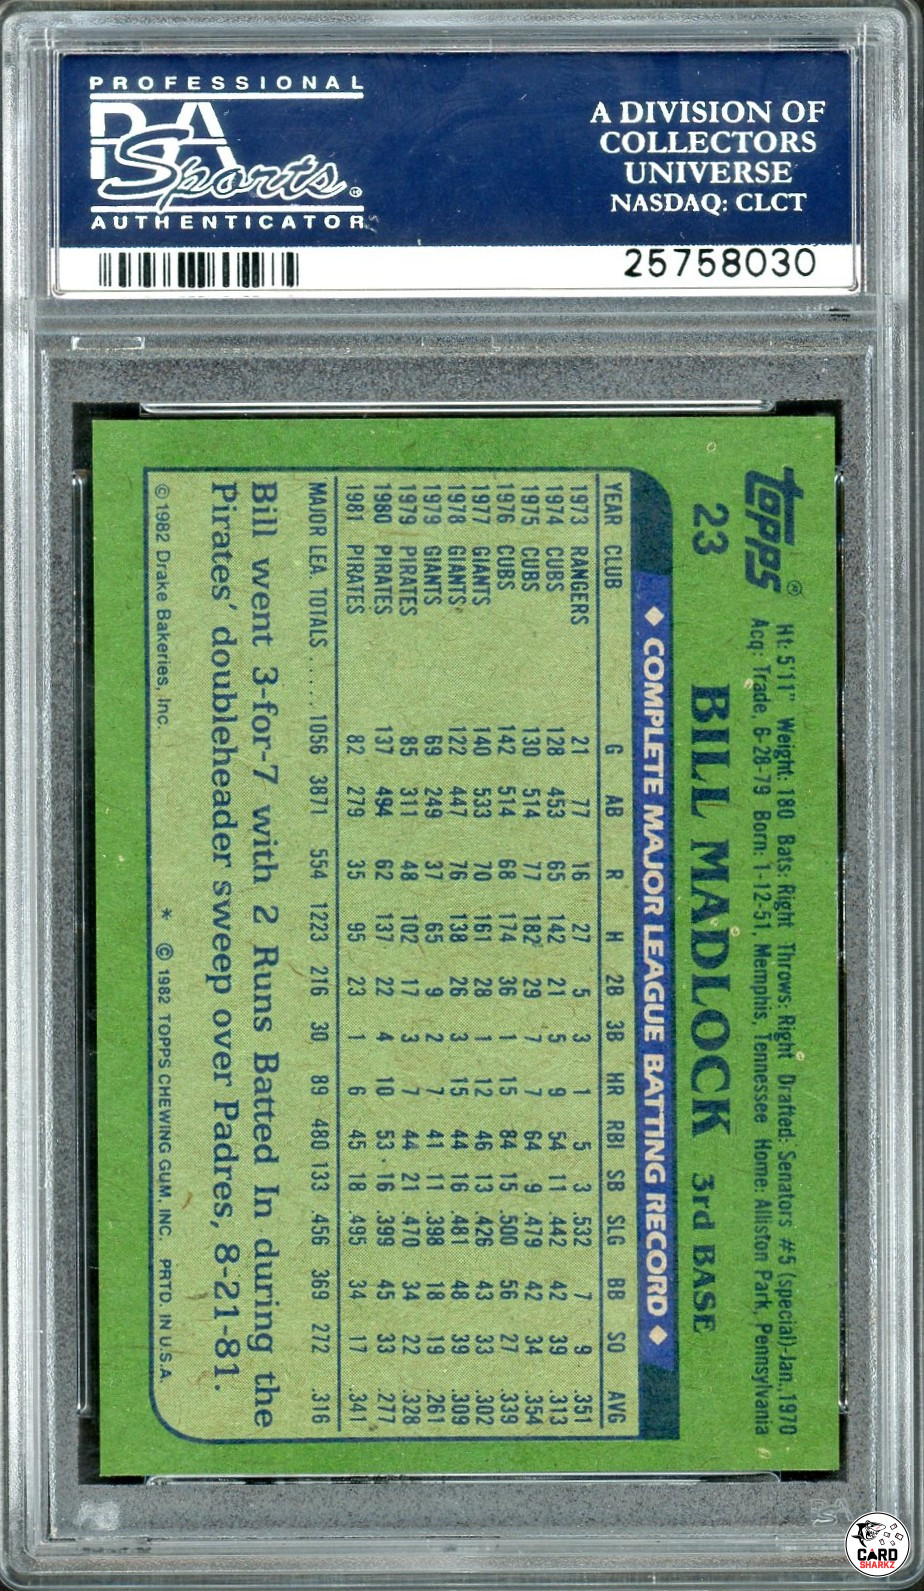 PROFESSIONAL
PSA
Sports
AUTHENTICATOR
A DIVISION OF
COLLECTORS
UNIVERSE
NASDAQ: CLCT
25758030
Topps®
Ht: 5'11" Weight: 180 Bats: Right Throws: Right Drafted: Senators #5 (special)-Jan., 1970
Acq: Trade, 6-28-79 Born: 1-12-51, Memphis, Tennessee Home: Alliston Park, Pennsylvania
23 BILL MADLOCK 3rd BASE
◆ COMPLETE MAJOR LEAGUE BATTING RECORD ◆
YEAR CLUB G AB R H 2B 3B HR RBI SB SLG BB SO AVG
1973 RANGERS 21 77 16 27 5 3 1 5 3 .532 7 9 .351
1974 CUBS 128 453 65 142 21 5 9 54 11 .442 42 39 .313
1975 CUBS 130 514 77 182 29 7 7 64 9 .479 42 34 .354
1976 CUBS 142 514 68 174 36 1 15 84 15 .500 56 27 .339
1977 GIANTS 140 533 70 161 28 1 12 46 13 .426 43 33 .302
1978 GIANTS 122 447 76 138 26 3 15 44 16 .481 48 39 .309
1979 GIANTS 69 249 37 65 9 2 7 41 11 .398 18 19 .261
1979 PIRATES 85 311 48 102 17 3 7 44 21 .470 34 22 .328
1980 PIRATES 137 494 62 137 22 4 10 53 16 .399 45 33 .277
1981 PIRATES 82 279 35 95 23 1 6 45 18 .495 34 17 .341
MAJOR LEA. TOTALS ..... 1056 3871 554 1223 216 30 89 480 133 .456 369 272 .316
Bill went 3-for-7 with 2 Runs Batted In during the
Pirates' doubleheader sweep over Padres, 8-21-81.
© 1982 Drake Bakeries, Inc. * © 1982 TOPPS CHEWING GUM, INC. PRTD. IN U.S.A.
PSA
CARD
SHARKZ